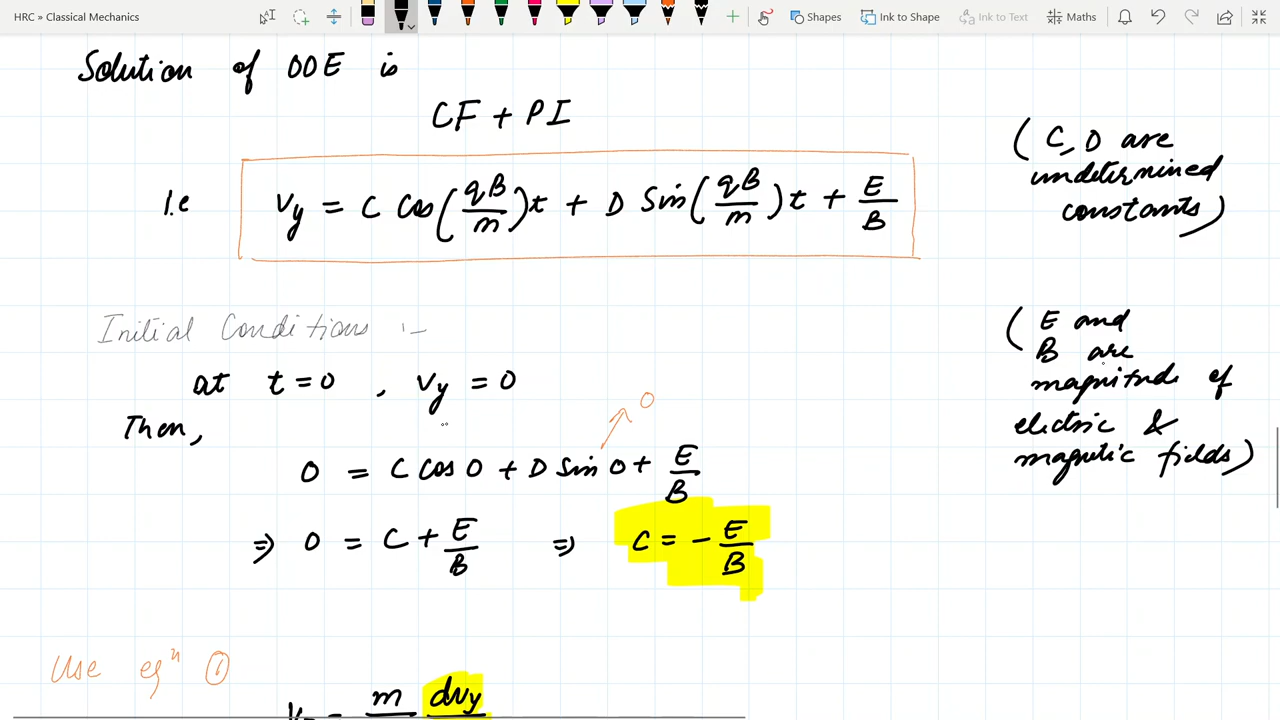 HRC » Classical Mechanics
Shapes
Ink to Shape
Ink to Text
Maths
Solution of ODE is
CF + PI
i.e Vy = C Cos(qB/m)t + D Sin(qB/m)t + E/B
(C, D are
undetermined
constants)
Initial Conditions :-
at t = 0 , Vy = 0
Then,
0 = C Cos 0 + D Sin 0 + E/B
0
⇒ 0 = C + E/B ⇒ C = - E/B
(E and
B are
magnitude of
electric &
magnetic fields)
Use eqⁿ ①
m dvy